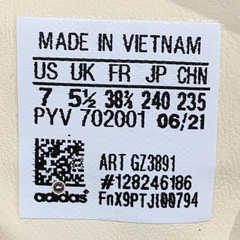 MADE IN VIETNAM
US UK FR JP CHN
7 5½ 38⅔ 240 235
PYV 702001 06/21
ART GZ3891
#128246186
adidas FnX9PTJI00794